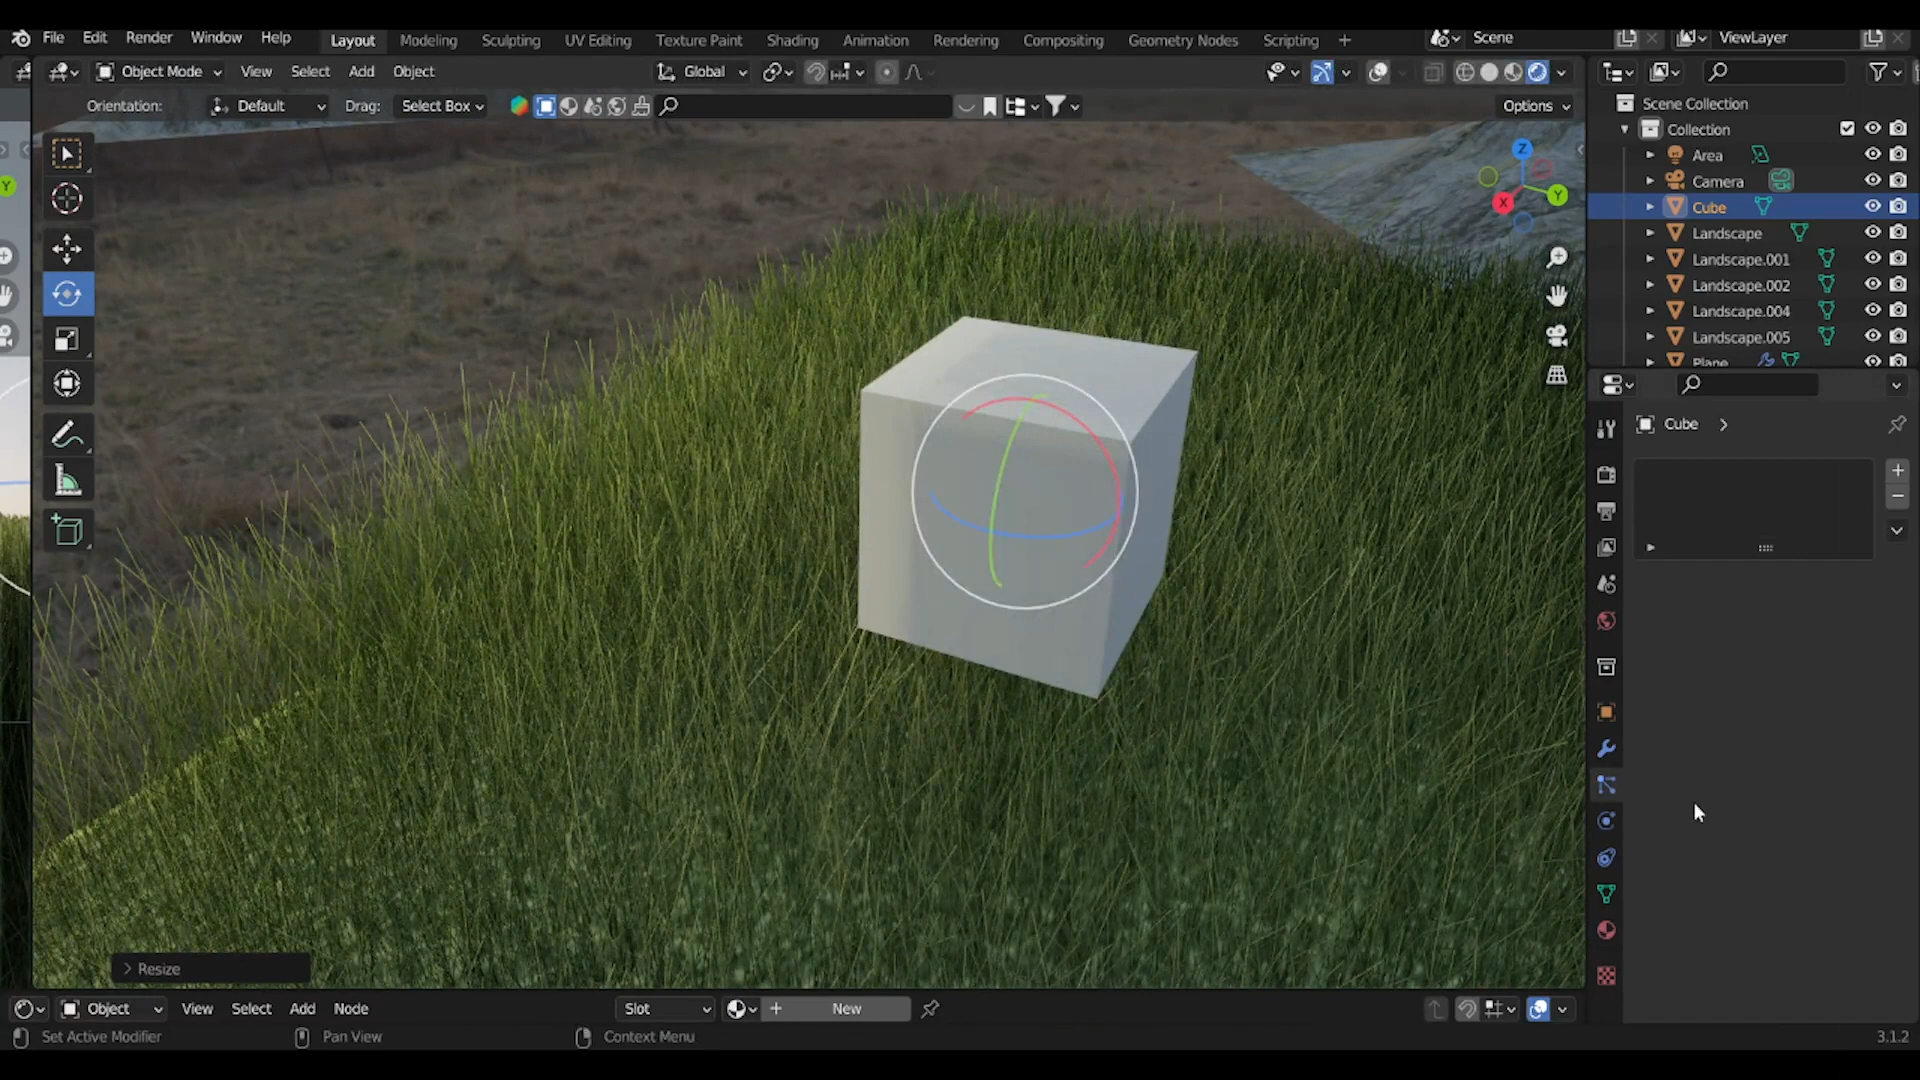 File Edit Render Window Help Layout Modeling Sculpting UV Editing Texture Paint Shading Animation Rendering Compositing Geometry Nodes Scripting + Scene ViewLayer
Object Mode View Select Add Object Global
Orientation: Default Drag: Select Box Options
Scene Collection
Collection
Area
Camera
Cube
Landscape
Landscape.001
Landscape.002
Landscape.004
Landscape.005
Plane
Z
Y
X
Y
Cube
Resize
Object View Select Add Node Slot New
Set Active Modifier Pan View Context Menu 3.1.2